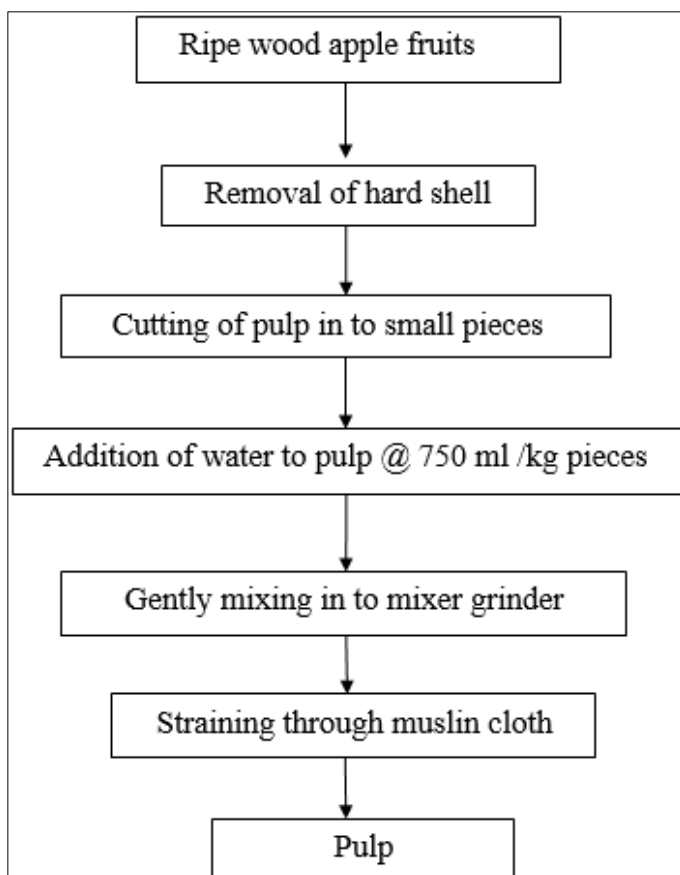 Ripe wood apple fruits
Removal of hard shell
Cutting of pulp in to small pieces
Addition of water to pulp @ 750 ml /kg pieces
Gently mixing in to mixer grinder
Straining through muslin cloth
Pulp